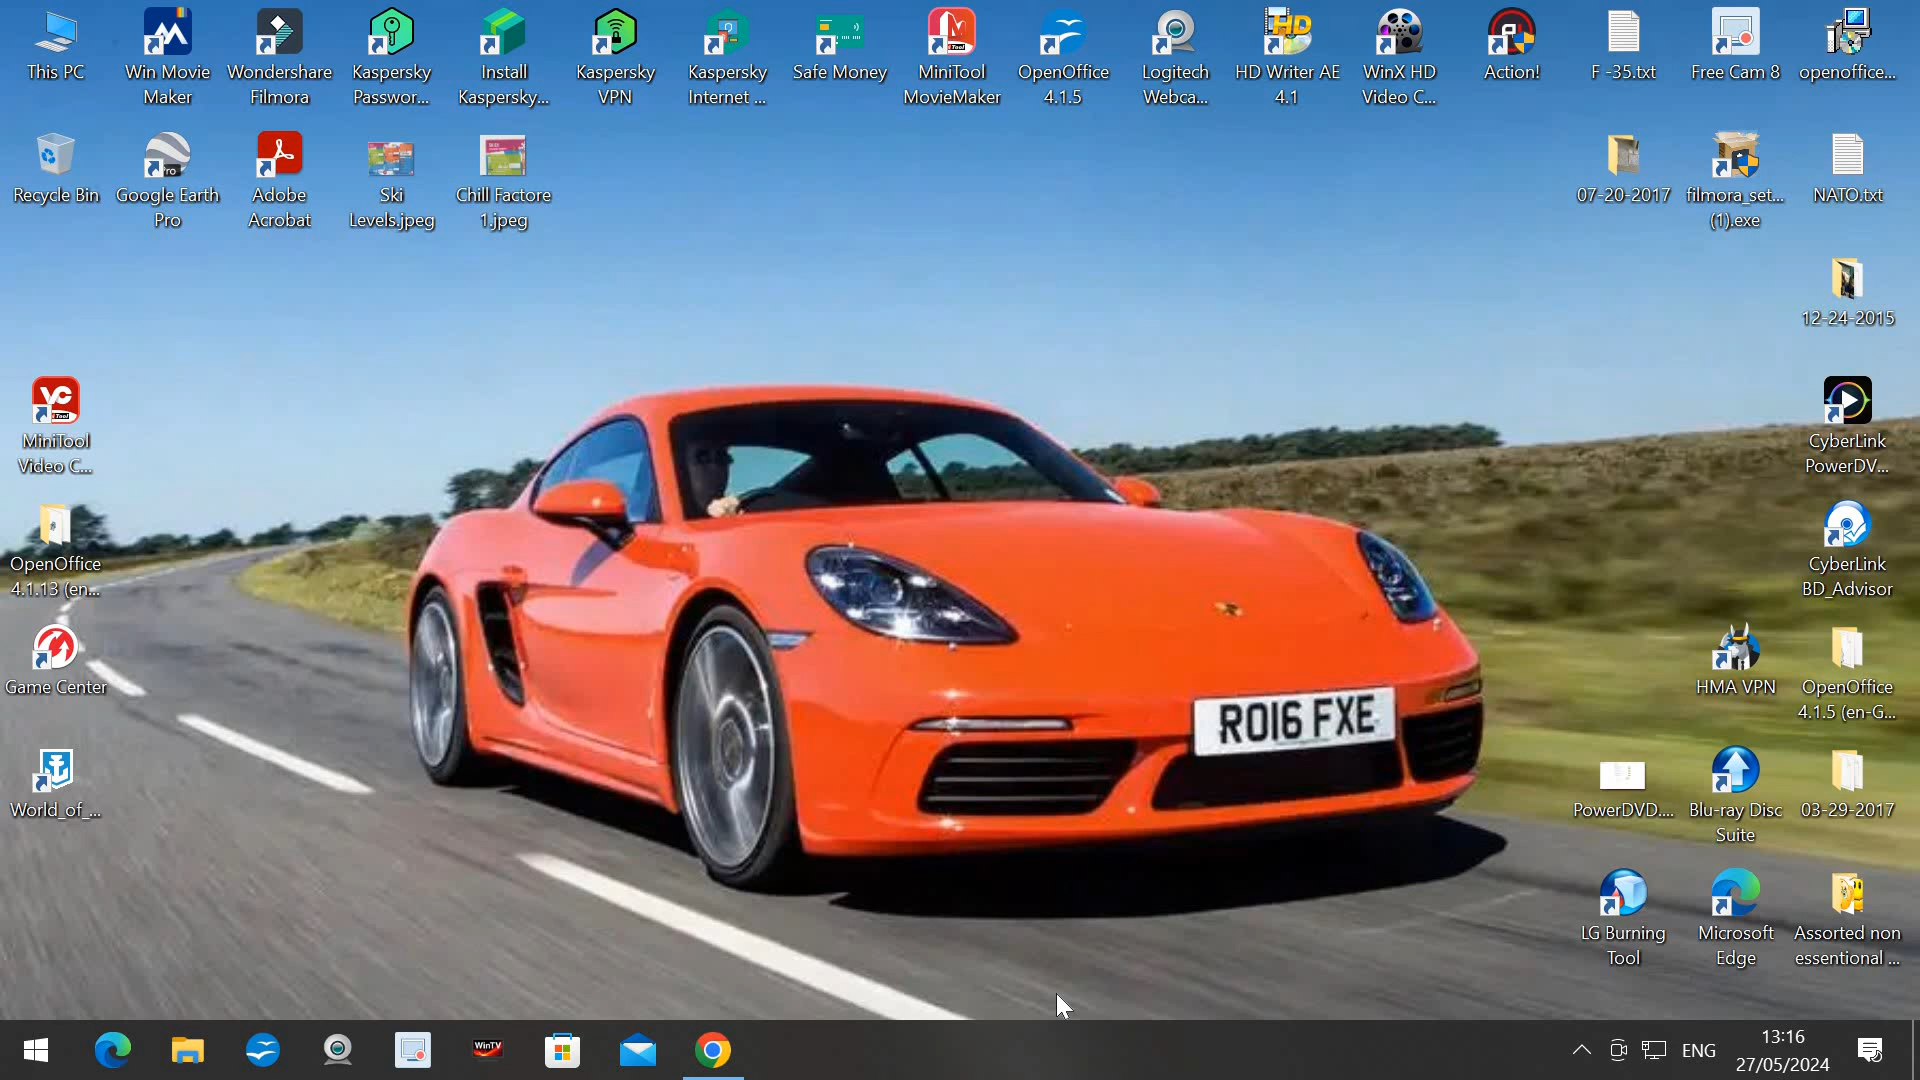 This PC
Win Movie
Maker
Wondershare
Filmora
Kaspersky
Passwor...
Install
Kaspersky...
Kaspersky
VPN
Kaspersky
Internet ...
Safe Money
MiniTool
MovieMaker
OpenOffice
4.1.5
Logitech
Webca...
HD Writer AE
4.1
WinX HD
Video C...
Action!
F -35.txt
Free Cam 8
openoffice...
Recycle Bin
Google Earth
Pro
Adobe
Acrobat
Ski
Levels.jpeg
Chill Factore
1.jpeg
07-20-2017
filmora_set...
(1).exe
NATO.txt
12-24-2015
MiniTool
Video C...
CyberLink
PowerDV...
OpenOffice
4.1.13 (en...
CyberLink
BD_Advisor
Game Center
HMA VPN
OpenOffice
4.1.5 (en-G...
RO16 FXE
World_of_...
PowerDVD....
Blu-ray Disc
Suite
03-29-2017
LG Burning
Tool
Microsoft
Edge
Assorted non
essential ...
WinTV
ENG
13:16
27/05/2024